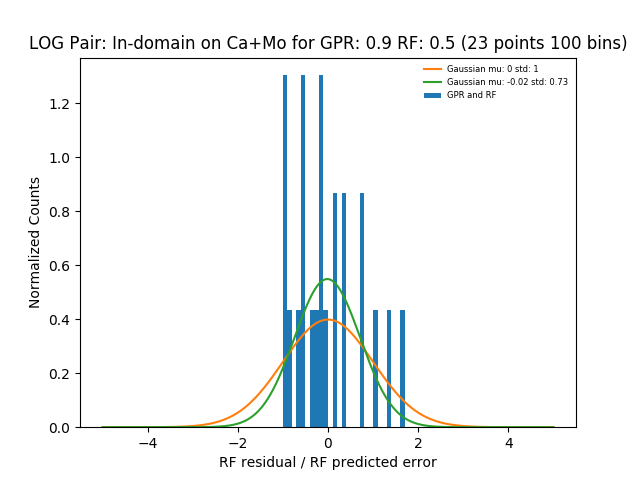 LOG Pair: In-domain on Ca+Mo for GPR: 0.9 RF: 0.5 (23 points 100 bins)
Gaussian mu: 0 std: 1
Gaussian mu: -0.02 std: 0.73
GPR and RF
Normalized Counts
1.2
1.0
0.8
0.6
0.4
0.2
0.0
−4 −2 0 2 4
RF residual / RF predicted error